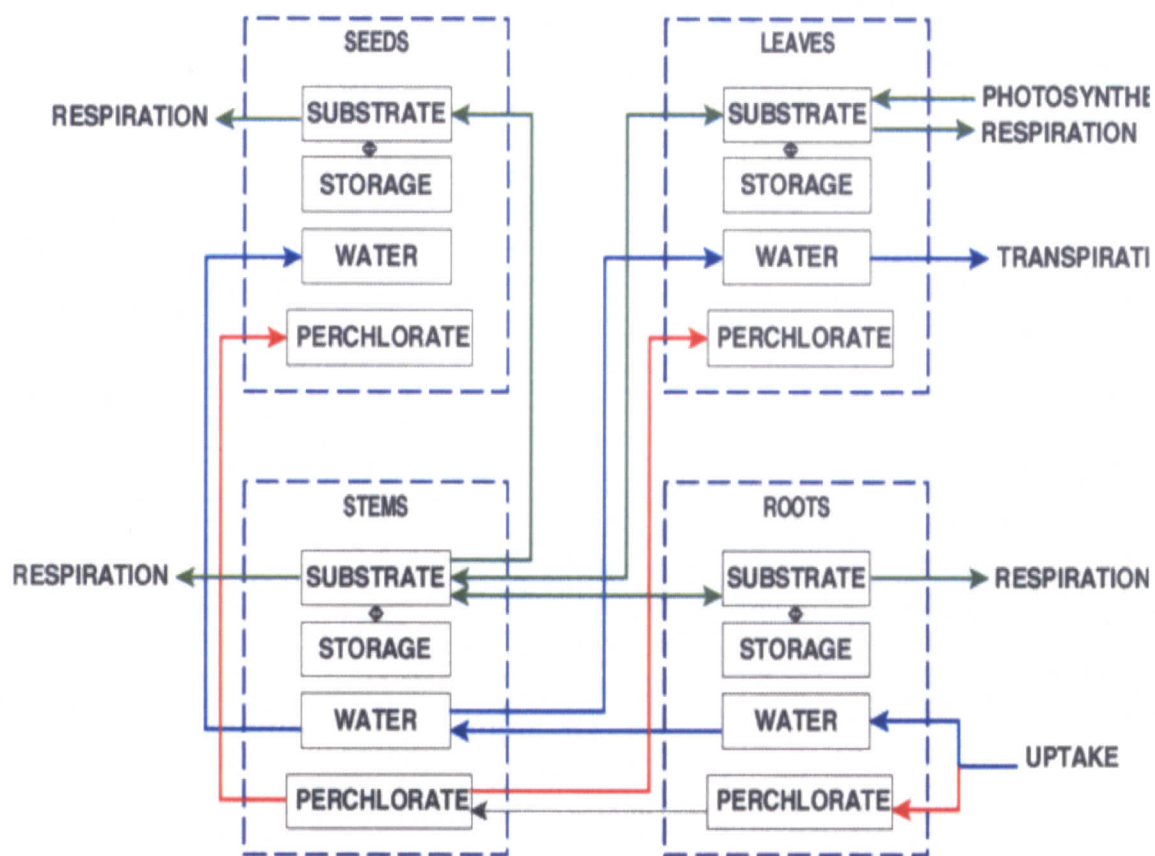 SEEDS
RESPIRATION
SUBSTRATE
STORAGE
WATER
PERCHLORATE
LEAVES
SUBSTRATE
PHOTOSYNTHE
RESPIRATION
STORAGE
WATER
TRANSPIRATI
PERCHLORATE
STEMS
RESPIRATION
SUBSTRATE
STORAGE
WATER
PERCHLORATE
ROOTS
SUBSTRATE
RESPIRATION
STORAGE
WATER
UPTAKE
PERCHLORATE